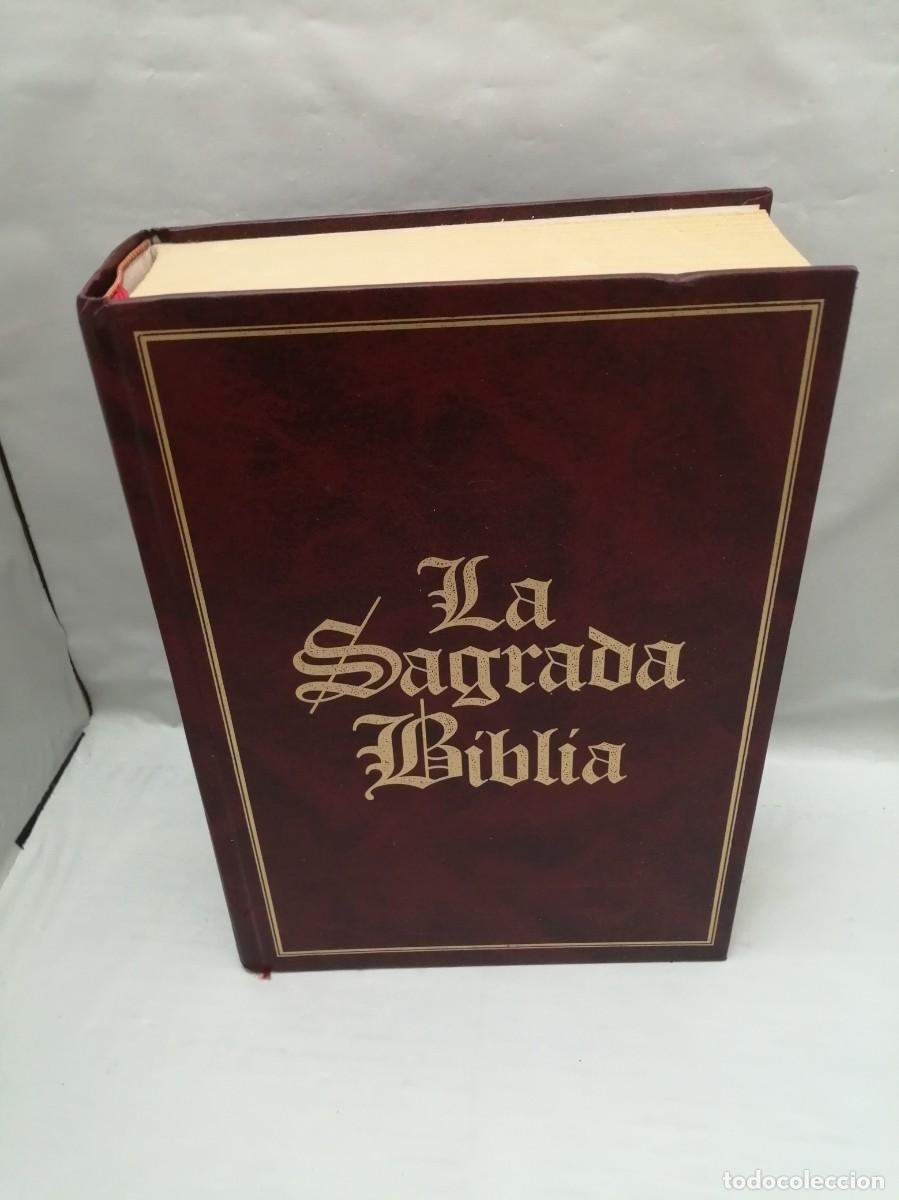 La
Sagrada
Biblia
todocoleccion